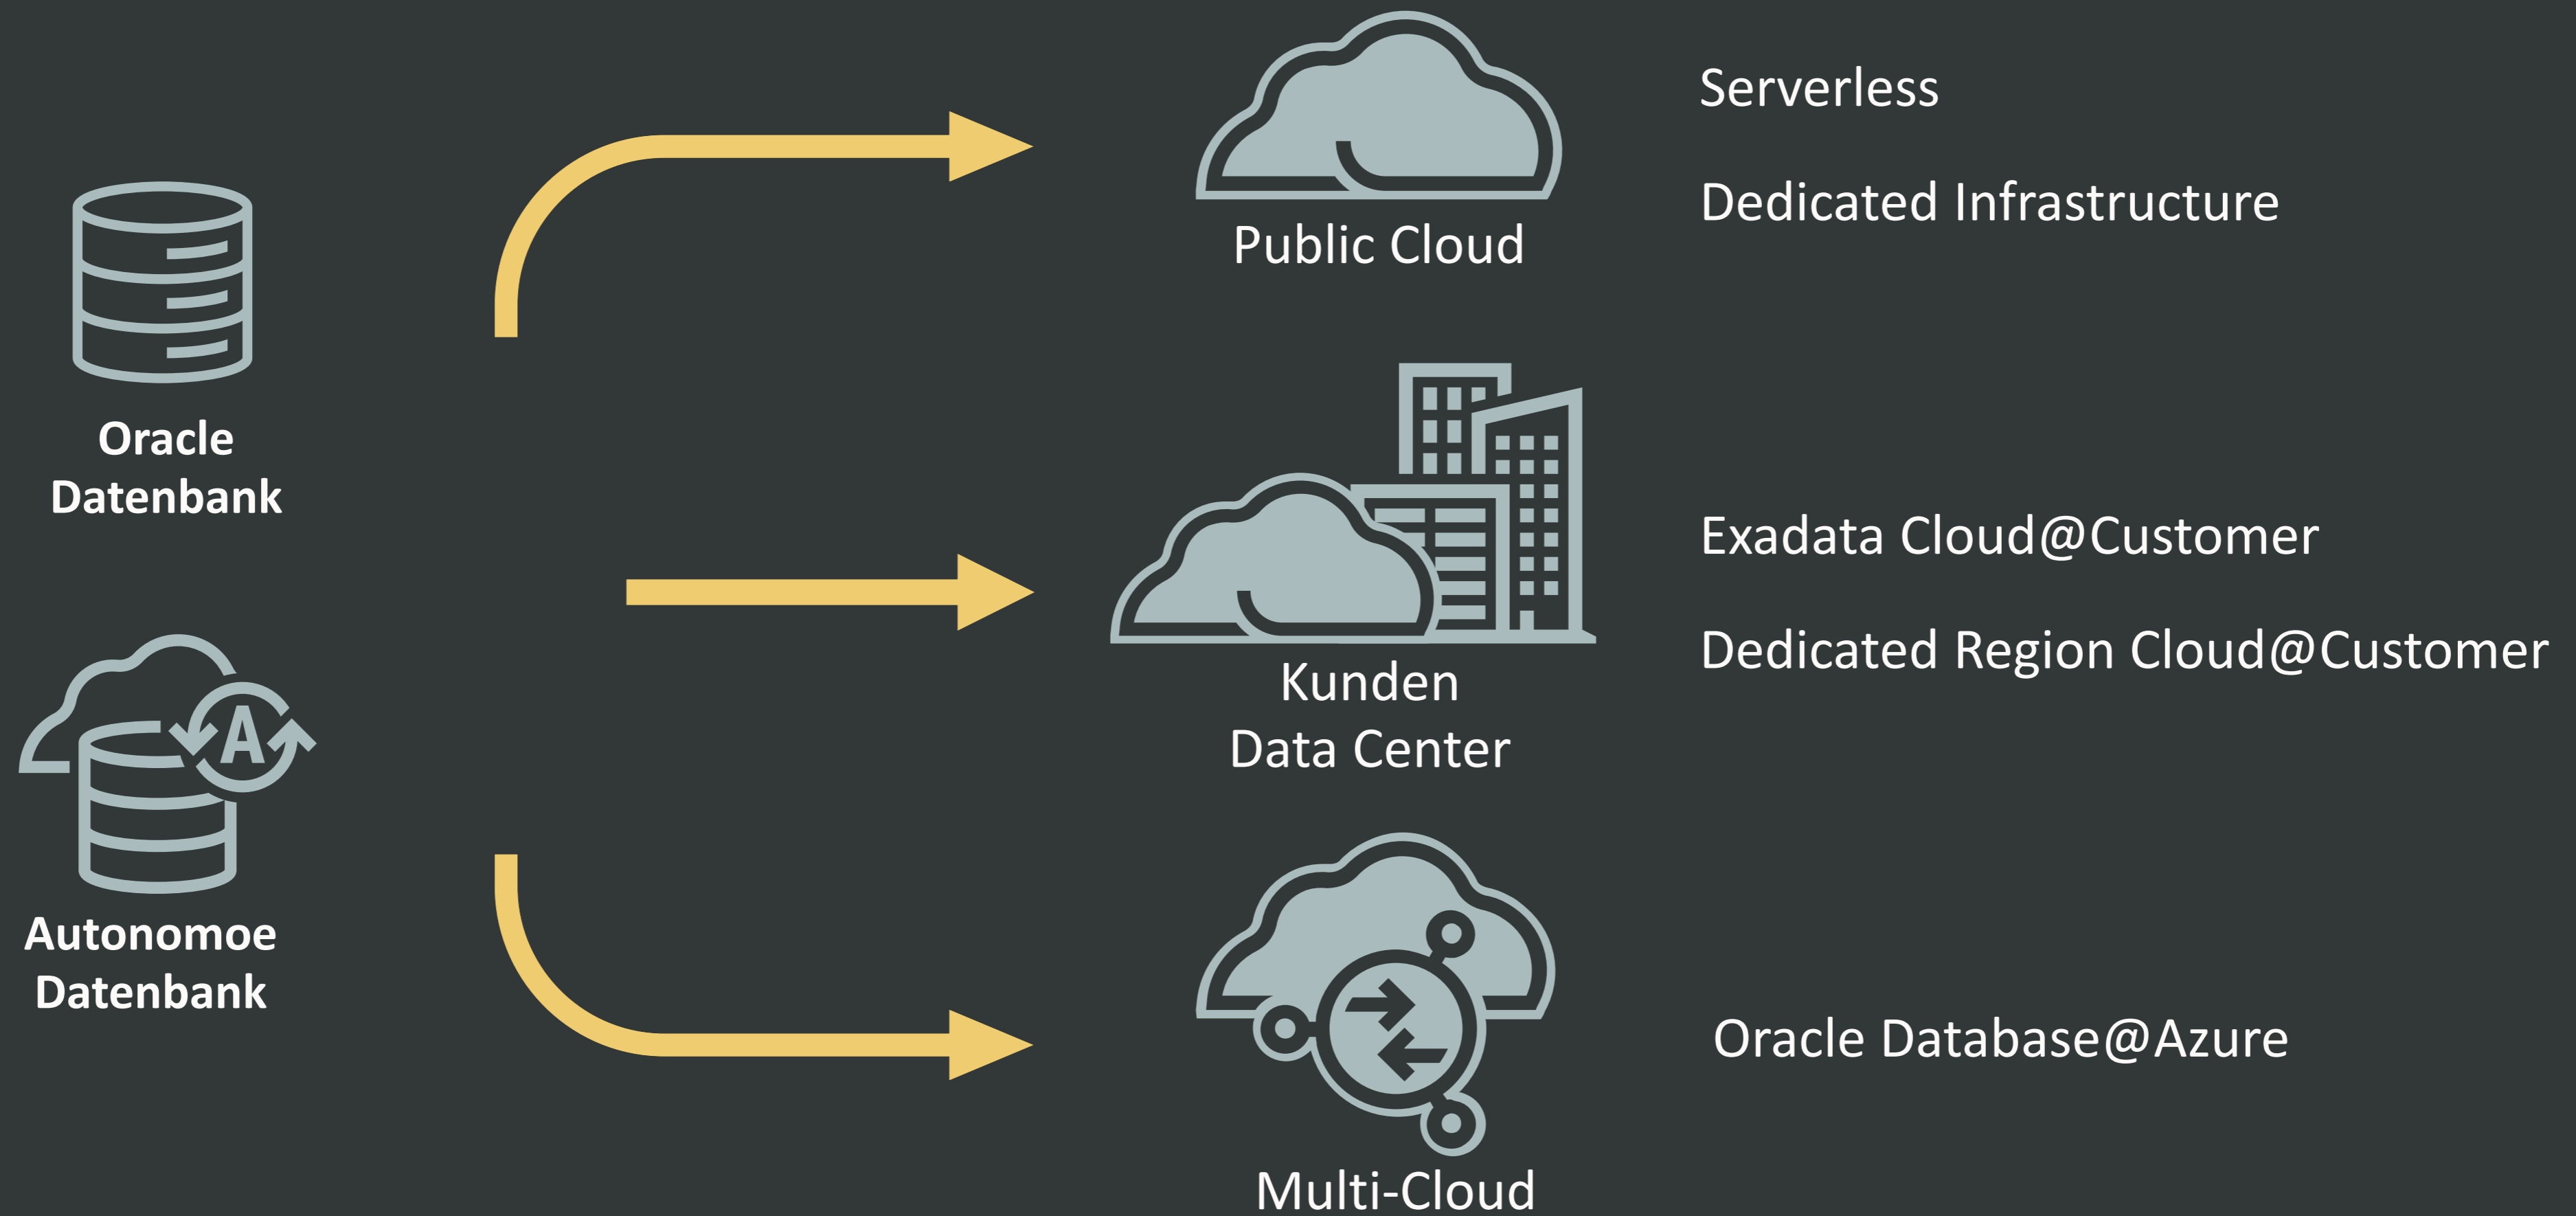 Oracle
Datenbank
A
Autonomoe
Datenbank
Public Cloud
Serverless
Dedicated Infrastructure
Kunden
Data Center
Exadata Cloud@Customer
Dedicated Region Cloud@Customer
Multi-Cloud
Oracle Database@Azure